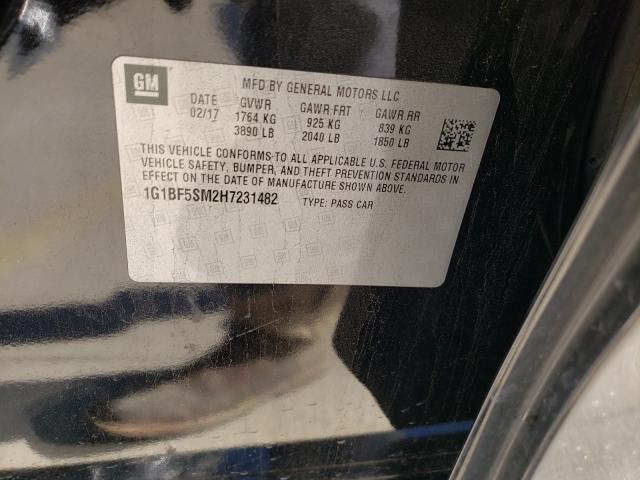 GM
MFD BY GENERAL MOTORS LLC
DATE GVWR GAWR FRT GAWR RR
02/17 1764 KG 925 KG 839 KG
3890 LB 2040 LB 1850 LB
THIS VEHICLE CONFORMS TO ALL APPLICABLE U.S. FEDERAL MOTOR
VEHICLE SAFETY, BUMPER, AND THEFT PREVENTION STANDARDS IN
EFFECT ON THE DATE OF MANUFACTURE SHOWN ABOVE.
1G1BF5SM2H7231482 TYPE: PASS CAR